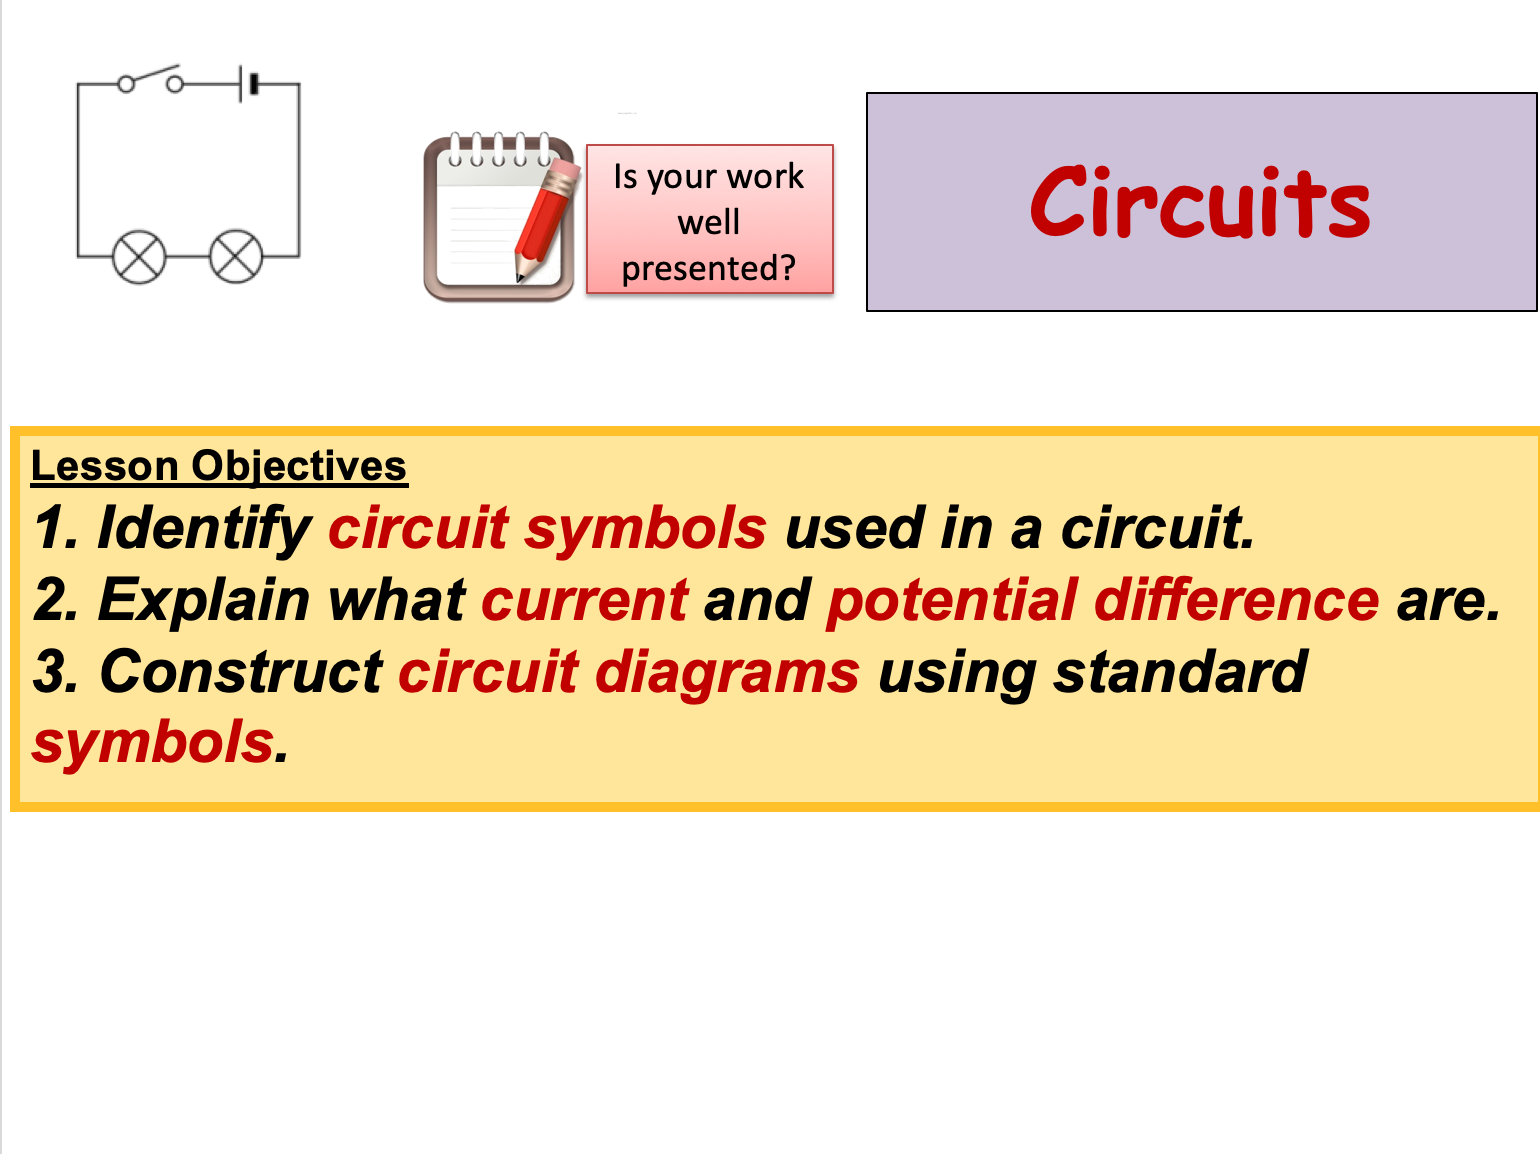 Is your work
well
presented?
Circuits
Lesson Objectives
1. Identify circuit symbols used in a circuit.
2. Explain what current and potential difference are.
3. Construct circuit diagrams using standard
symbols.